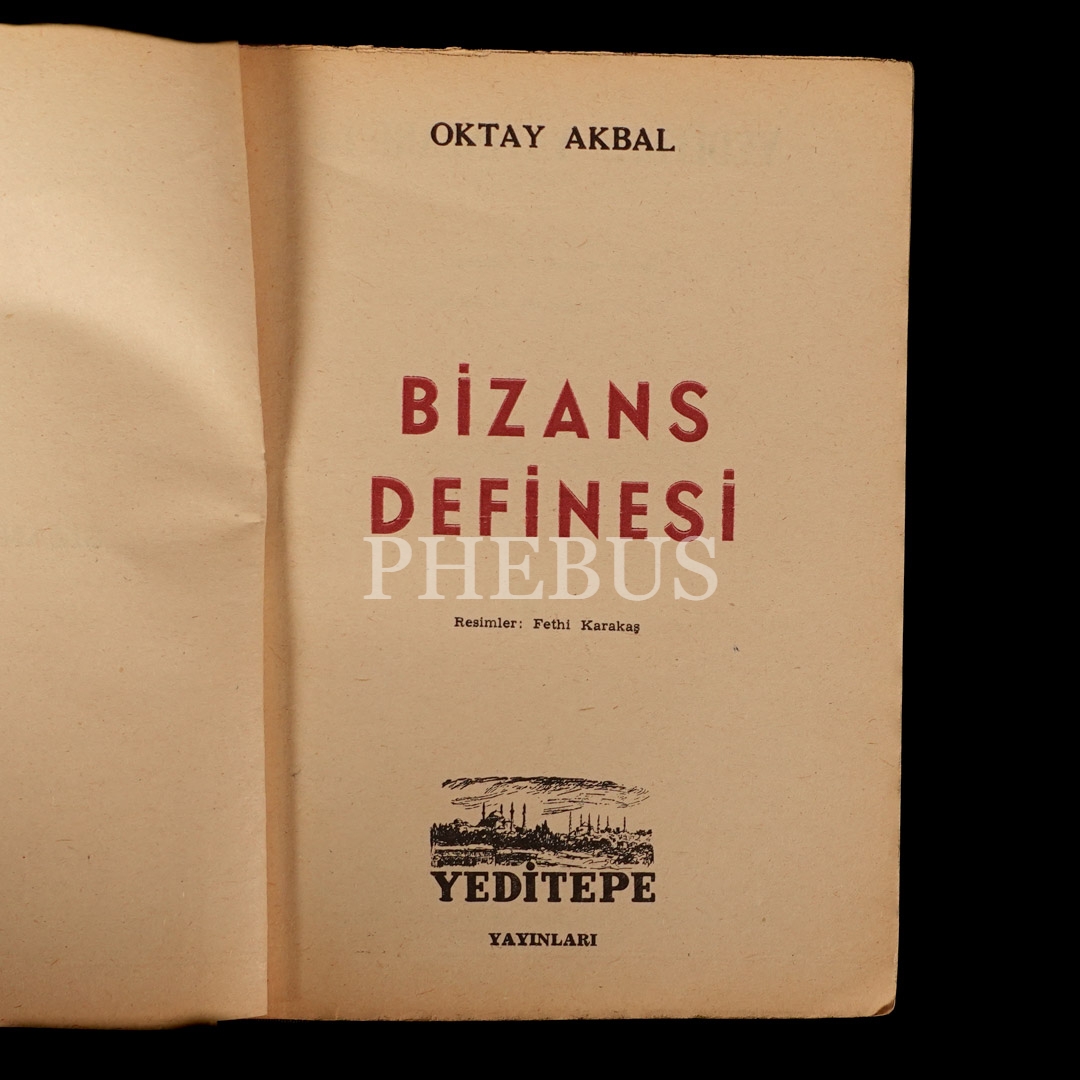 OKTAY AKBAL
BİZANS
DEFİNESİ
PHEBUS
Resimler: Fethi Karakaş
YEDİTEPE
YAYINLARI